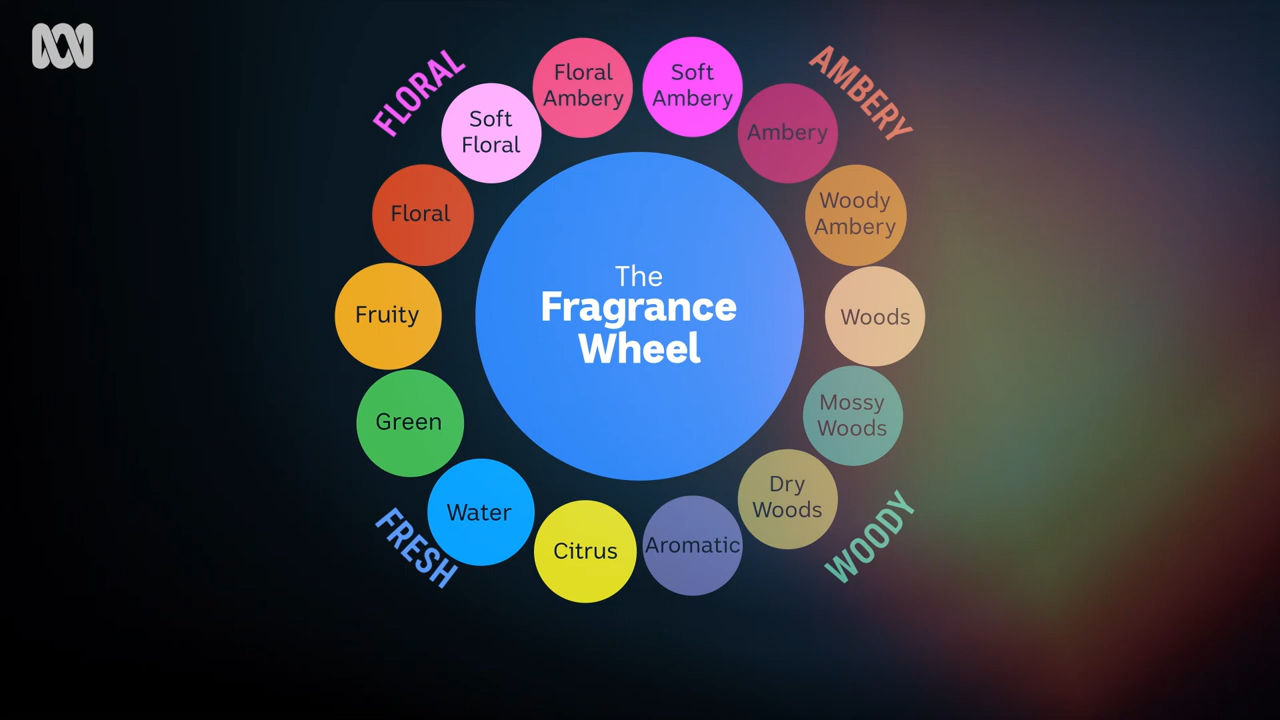 FLORAL
AMBERY
Floral
Ambery
Soft
Ambery
Soft
Floral
Ambery
Floral
Woody
Ambery
The
Fragrance
Wheel
Fruity
Woods
Green
Mossy
Woods
Water
Dry
Woods
Citrus
Aromatic
FRESH
WOODY